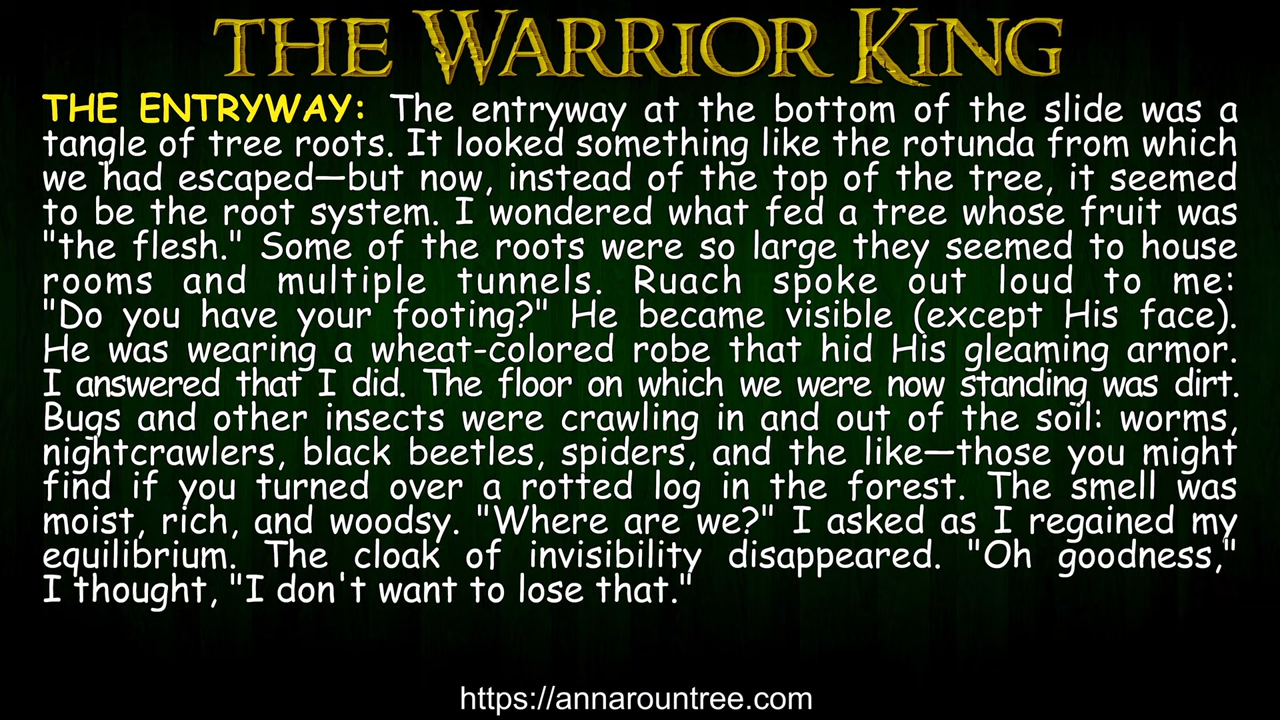 THE WARRIOR KING
THE ENTRYWAY: The entryway at the bottom of the slide was a
tangle of tree roots. It looked something like the rotunda from which
we had escaped—but now, instead of the top of the tree, it seemed
to be the root system. I wondered what fed a tree whose fruit was
"the flesh." Some of the roots were so large they seemed to house
rooms and multiple tunnels. Ruach spoke out loud to me:
"Do you have your footing?" He became visible (except His face).
He was wearing a wheat-colored robe that hid His gleaming armor.
I answered that I did. The floor on which we were now standing was dirt.
Bugs and other insects were crawling in and out of the soil: worms,
nightcrawlers, black beetles, spiders, and the like—those you might
find if you turned over a rotted log in the forest. The smell was
moist, rich, and woodsy. "Where are we?" I asked as I regained my
equilibrium. The cloak of invisibility disappeared. "Oh goodness,"
I thought, "I don't want to lose that."
https://annarountree.com